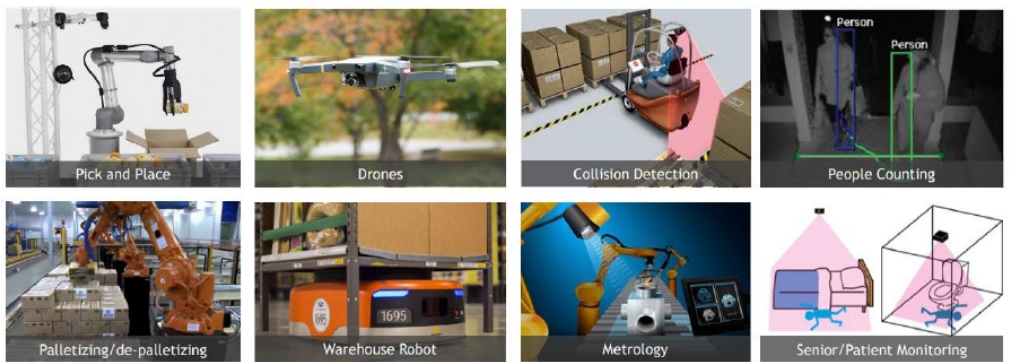 Person
Person
Pick and Place
Drones
Collision Detection
People Counting
1695
1695
Palletizing/de-palletizing
Warehouse Robot
Metrology
Senior/Patient Monitoring